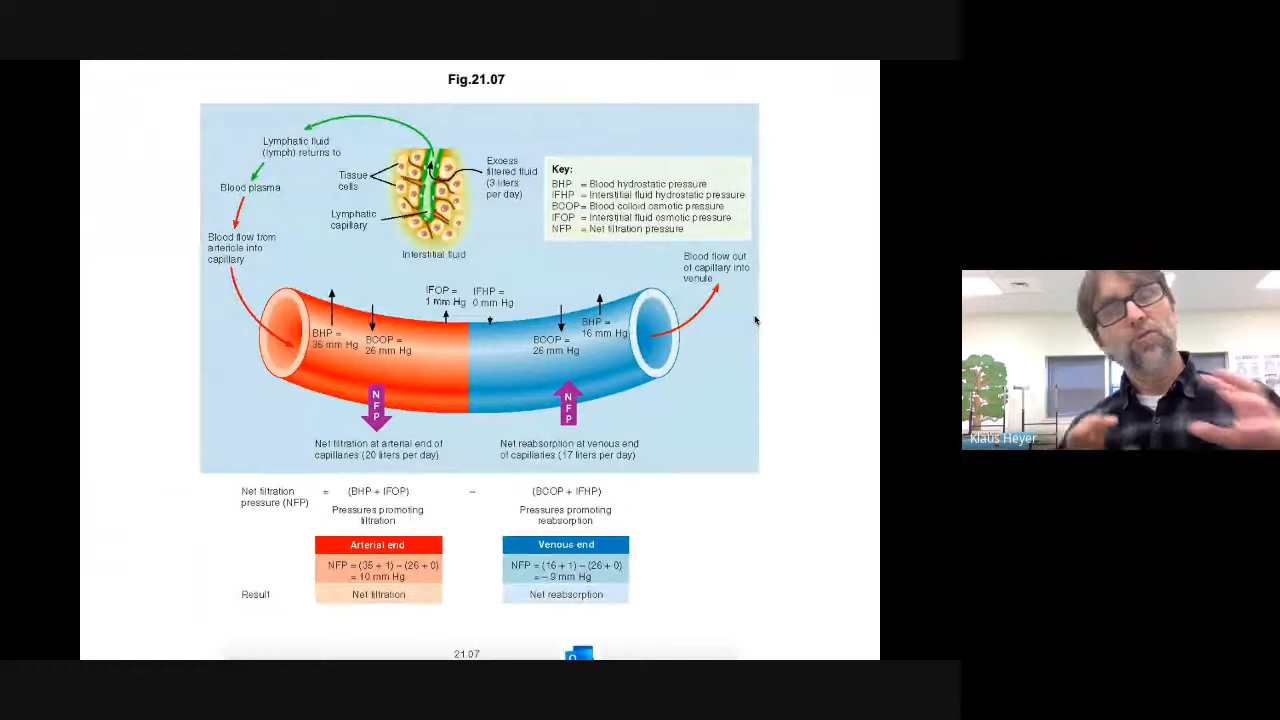 Fig.21.07
Lymphatic fluid
(lymph) returns to
Blood plasma
Blood flow from
arteriole into
capillary
Tissue
cells
Lymphatic
capillary
Interstitial fluid
Excess
filtered fluid
(3 liters
per day)
Key:
BHP = Blood hydrostatic pressure
IFHP = Interstitial fluid hydrostatic pressure
BCOP = Blood colloid osmotic pressure
IFOP = Interstitial fluid osmotic pressure
NFP = Net filtration pressure
Blood flow out
of capillary into
venule
IFOP =
1 mm Hg
IFHP =
0 mm Hg
BHP =
35 mm Hg
BCOP =
26 mm Hg
BCOP =
26 mm Hg
BHP =
16 mm Hg
NFP
NFP
Net filtration at arterial end of
capillaries (20 liters per day)
Net reabsorption at venous end
of capillaries (17 liters per day)
Net filtration
pressure (NFP)
= (BHP + IFOP) – (BCOP + IFHP)
Pressures promoting
filtration
Pressures promoting
reabsorption
Arterial end
NFP = (35 + 1) – (26 + 0)
= 10 mm Hg
Net filtration
Venous end
NFP = (16 + 1) – (26 + 0)
= – 9 mm Hg
Net reabsorption
Result
21.07
Klaus Heyer